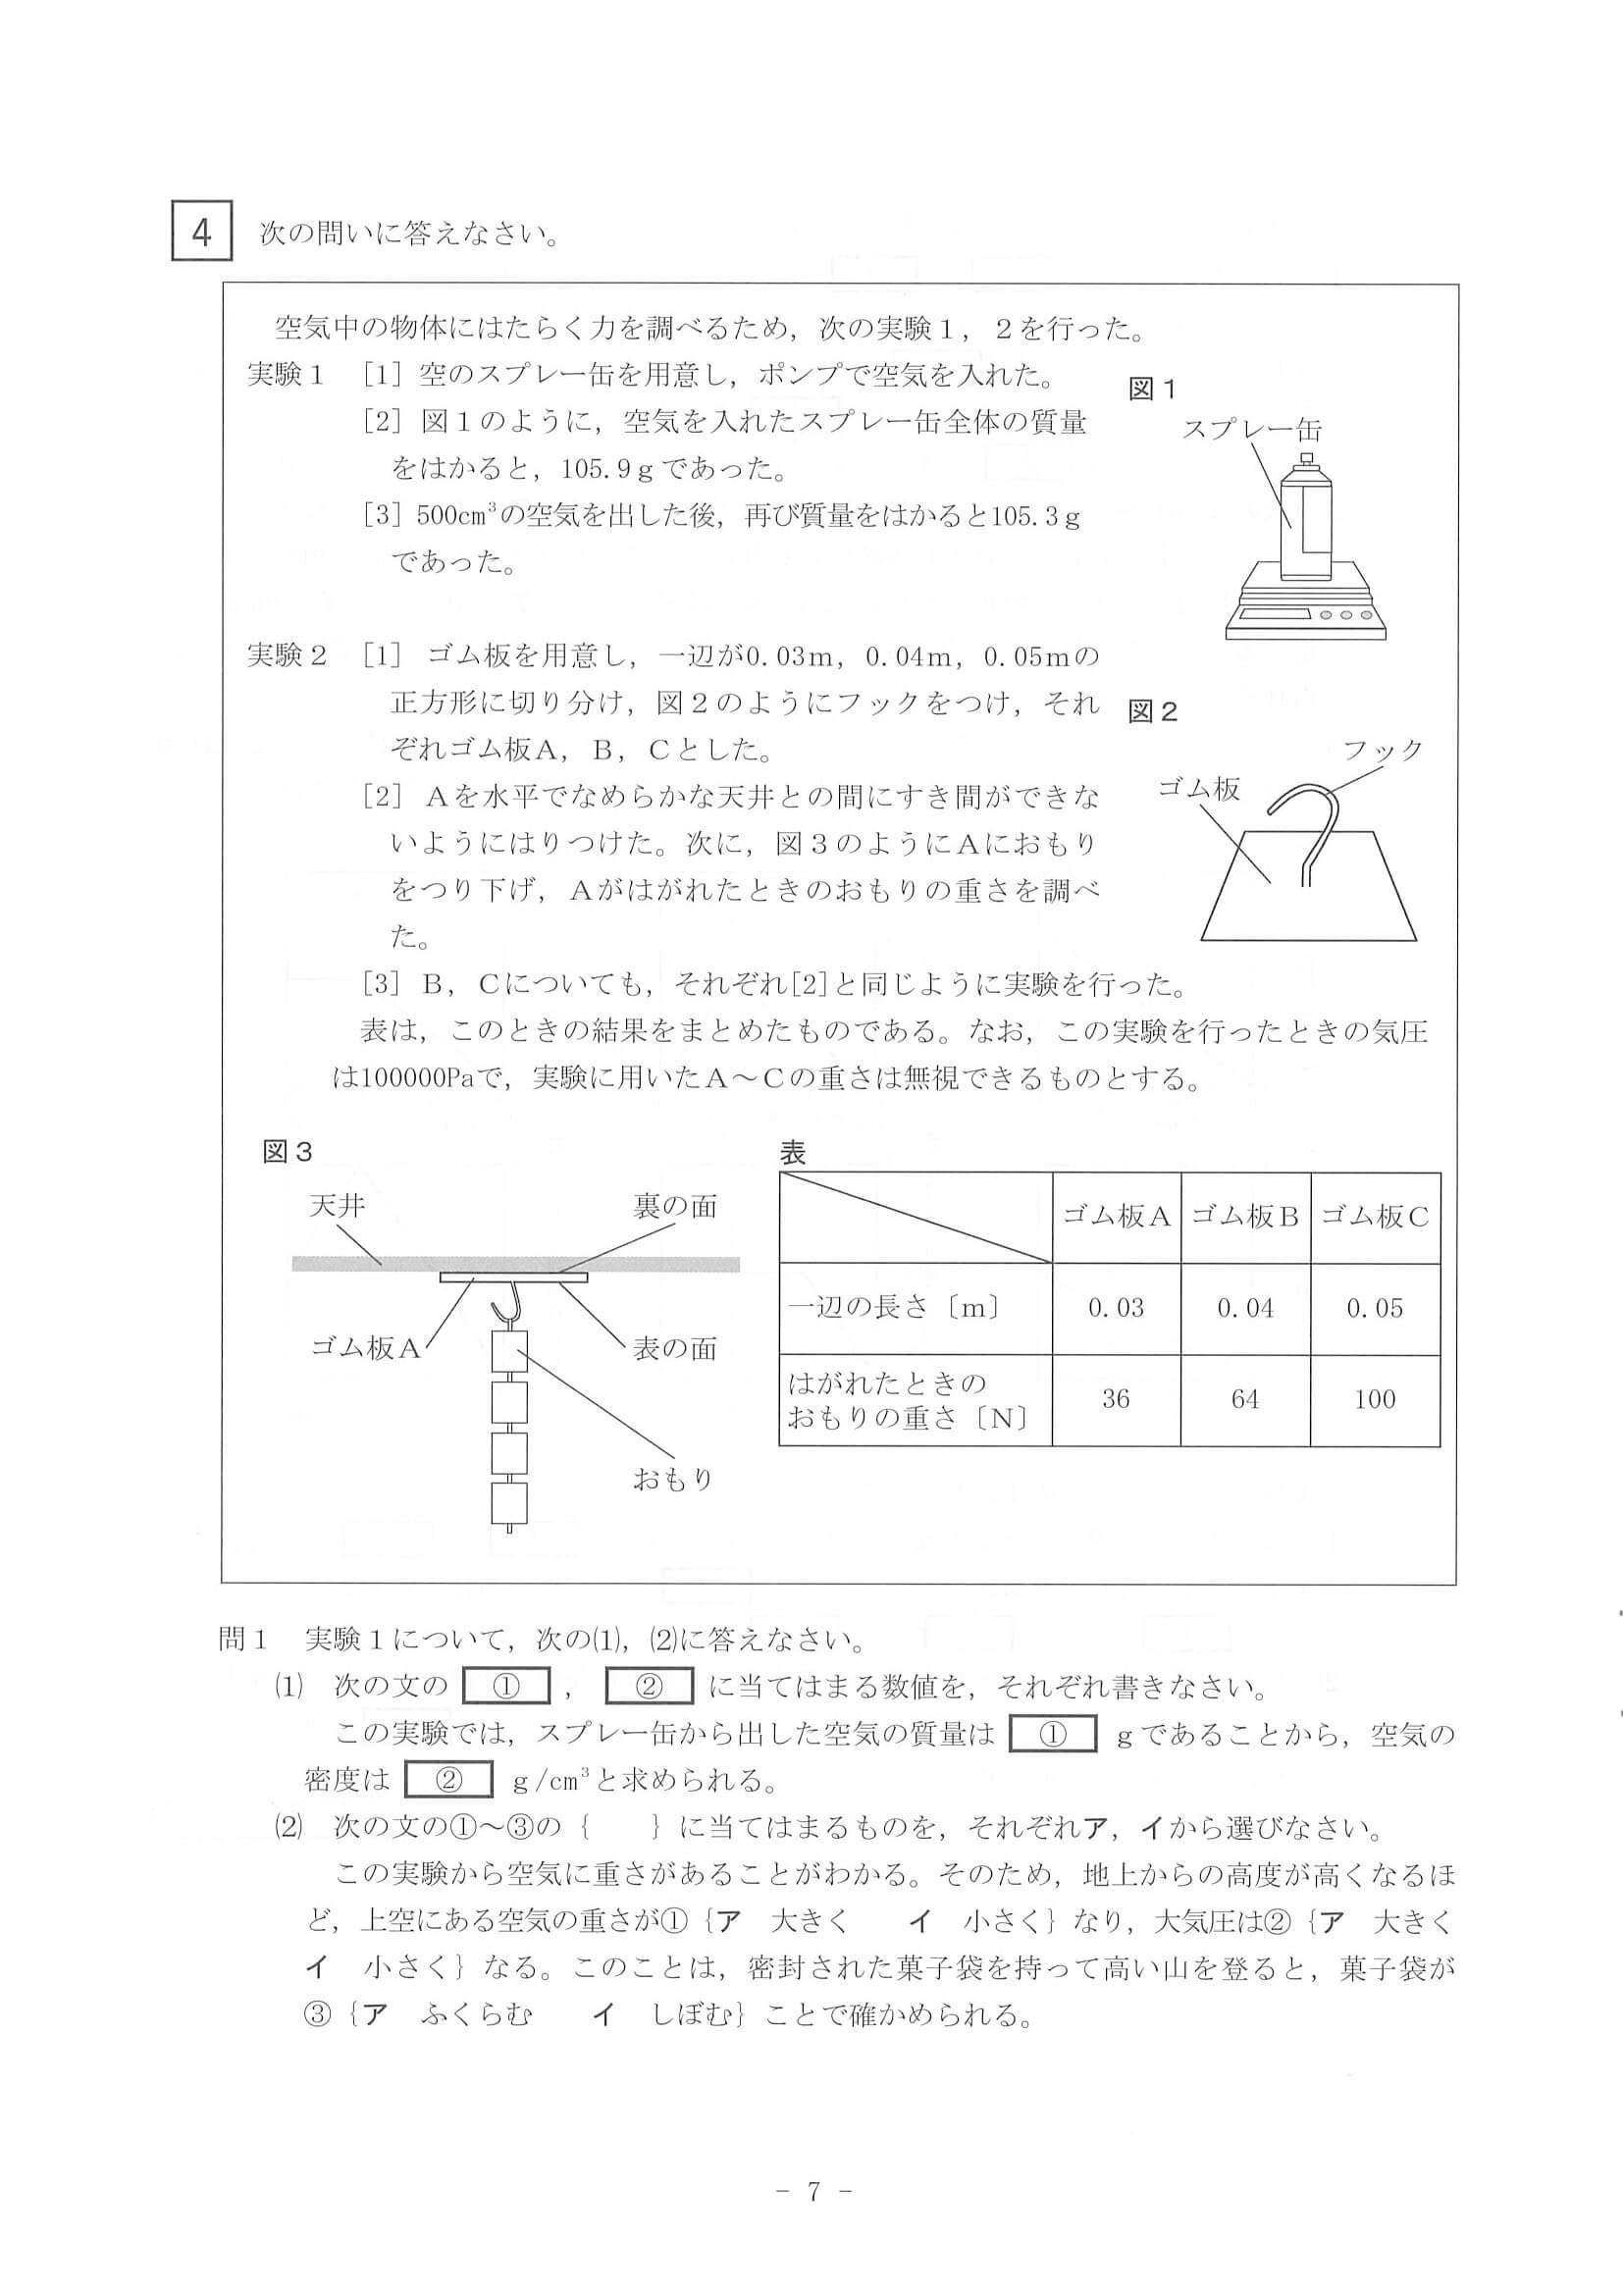 4 次の問いに答えなさい。
空気中の物体にはたらく力を調べるため，次の実験１，２を行った。
実験１ ［1］ 空のスプレー缶を用意し，ポンプで空気を入れた。
［2］ 図１のように，空気を入れたスプレー缶全体の質量
をはかると，105.9ｇであった。
［3］ 500cm³の空気を出した後，再び質量をはかると105.3ｇ
であった。
図１
スプレー缶
実験２ ［1］ ゴム板を用意し，一辺が0.03m，0.04m，0.05mの
正方形に切り分け，図２のようにフックをつけ，それ
ぞれゴム板Ａ，Ｂ，Ｃとした。
［2］ Ａを水平でなめらかな天井との間にすき間ができな
いようにはりつけた。次に，図３のようにＡにおもり
をつり下げ，Ａがはがれたときのおもりの重さを調べ
た。
［3］ Ｂ，Ｃについても，それぞれ[2]と同じように実験を行った。
表は，このときの結果をまとめたものである。なお，この実験を行ったときの気圧
は100000Paで，実験に用いたＡ～Ｃの重さは無視できるものとする。
図２
フック
ゴム板
図３
天井
裏の面
ゴム板Ａ
表の面
おもり
表
ゴム板Ａ ゴム板Ｂ ゴム板Ｃ
一辺の長さ〔m〕 0.03 0.04 0.05
はがれたときの
おもりの重さ〔N〕 36 64 100
問１ 実験１について，次の(1)，(2)に答えなさい。
(1) 次の文の ① ， ② に当てはまる数値を，それぞれ書きなさい。
この実験では，スプレー缶から出した空気の質量は ① ｇであることから，空気の
密度は ② ｇ/cm³と求められる。
(2) 次の文の①～③の｛ ｝に当てはまるものを，それぞれア，イから選びなさい。
この実験から空気に重さがあることがわかる。そのため，地上からの高度が高くなるほ
ど，上空にある空気の重さが①｛ア 大きく イ 小さく｝なり，大気圧は②｛ア 大きく
イ 小さく｝なる。このことは，密封された菓子袋を持って高い山を登ると，菓子袋が
③｛ア ふくらむ イ しぼむ｝ことで確かめられる。
－ 7 －